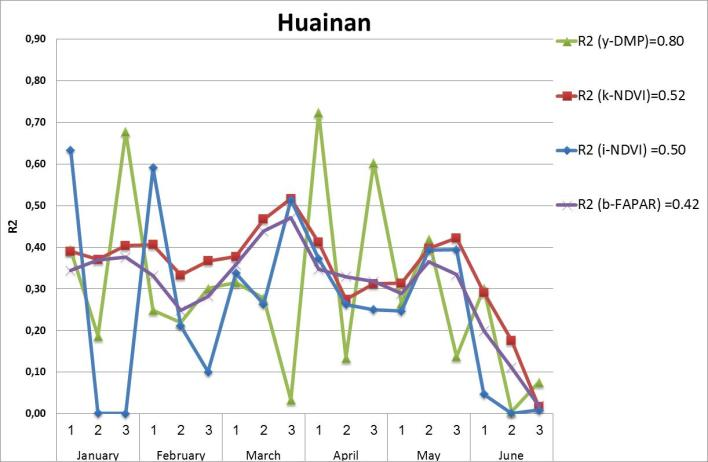 Huainan
0,90
0,80
0,70
0,60
0,50
0,40
0,30
0,20
0,10
0,00
R2
1 2 3 1 2 3 1 2 3 1 2 3 1 2 3 1 2 3
January February March April May June
R2 (y-DMP)=0.80
R2 (k-NDVI)=0.52
R2 (i-NDVI) =0.50
R2 (b-FAPAR) =0.42